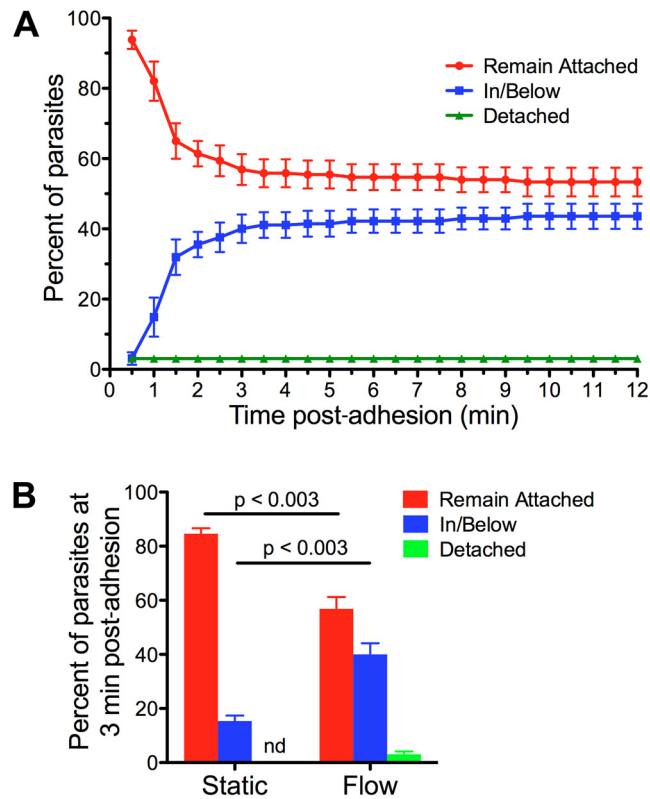 A
Percent of parasites
100
80
60
40
20
0
Remain Attached
In/Below
Detached
0 1 2 3 4 5 6 7 8 9 10 11 12
Time post-adhesion (min)
B
Percent of parasites at
3 min post-adhesion
100
80
60
40
20
0
p < 0.003
p < 0.003
nd
Remain Attached
In/Below
Detached
Static Flow